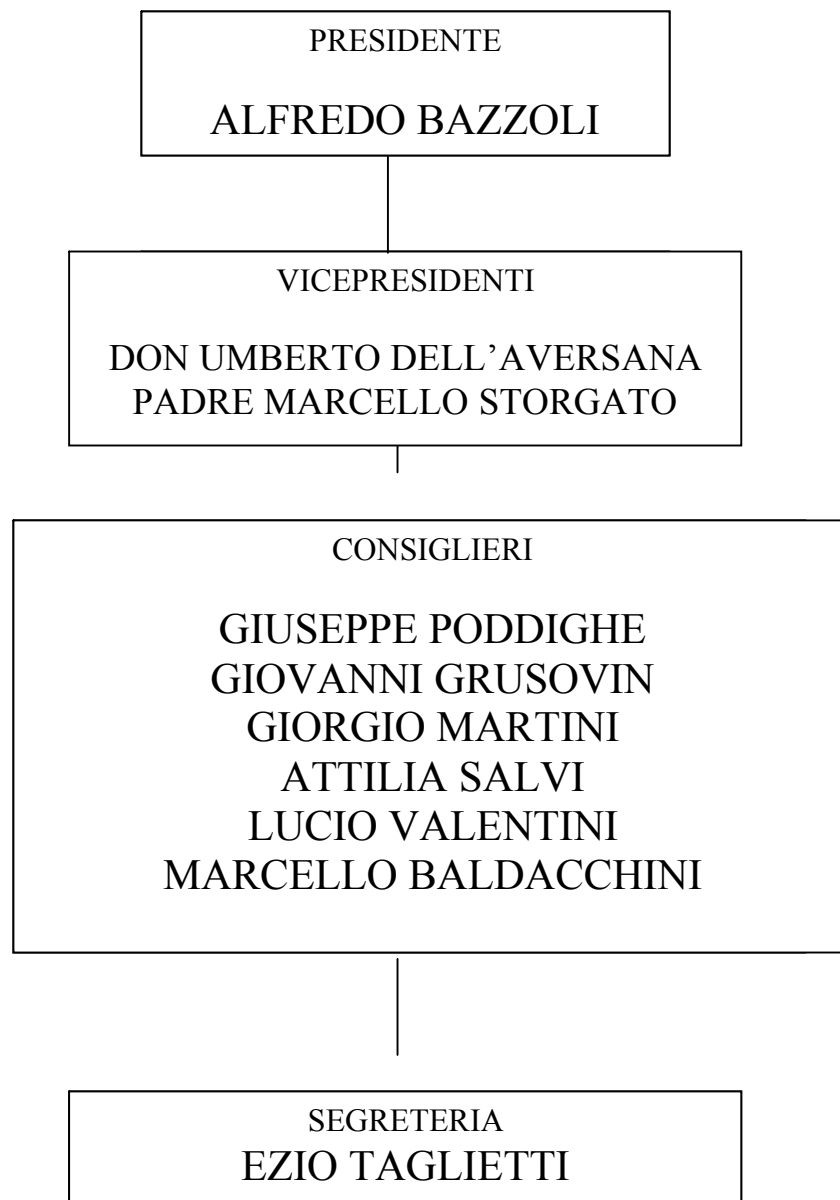 PRESIDENTE
ALFREDO BAZZOLI
VICEPRESIDENTI
DON UMBERTO DELL’AVERSANA
PADRE MARCELLO STORGATO
CONSIGLIERI
GIUSEPPE PODDIGHE
GIOVANNI GRUSOVIN
GIORGIO MARTINI
ATTILIA SALVI
LUCIO VALENTINI
MARCELLO BALDACCHINI
SEGRETERIA
EZIO TAGLIETTI